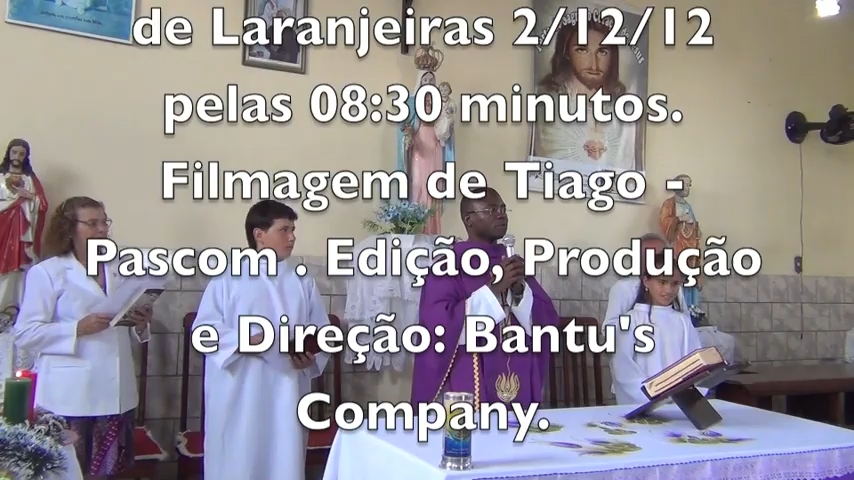 de Laranjeiras 2/12/12
pelas 08:30 minutos.
Filmagem de Tiago -
Pascom . Edição, Produção
e Direção: Bantu's
Company.